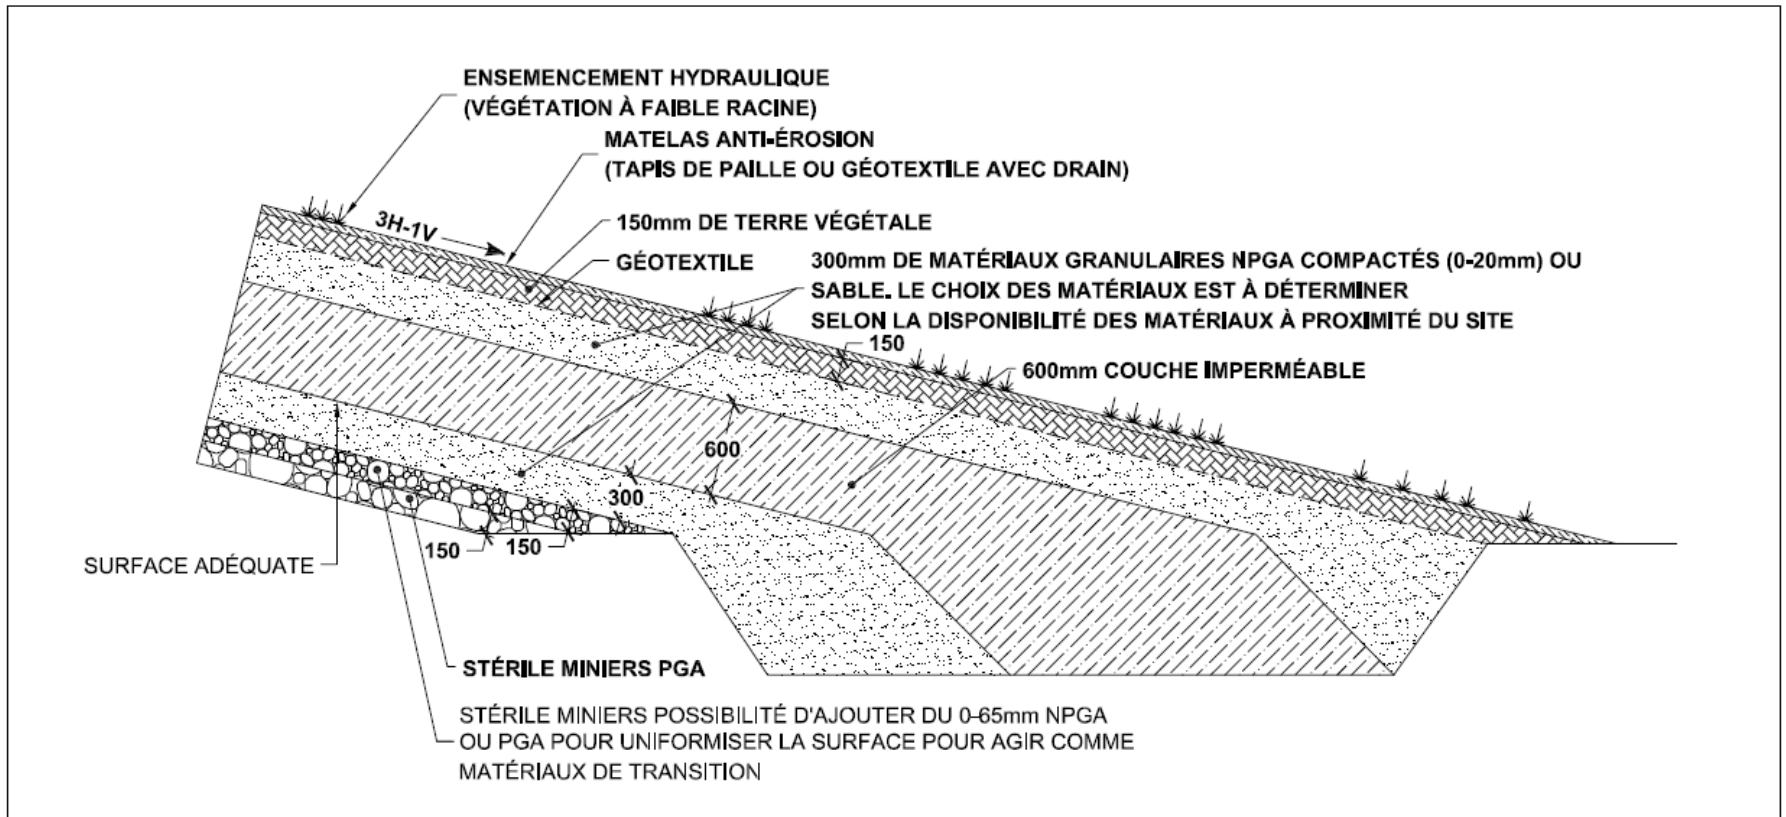 ENSEMENCEMENT HYDRAULIQUE
(VÉGÉTATION À FAIBLE RACINE)
MATELAS ANTI-ÉROSION
(TAPIS DE PAILLE OU GÉOTEXTILE AVEC DRAIN)
3H-1V
150mm DE TERRE VÉGÉTALE
GÉOTEXTILE
300mm DE MATÉRIAUX GRANULAIRES NPGA COMPACTÉS (0-20mm) OU
SABLE. LE CHOIX DES MATÉRIAUX EST À DÉTERMINER
SELON LA DISPONIBILITÉ DES MATÉRIAUX À PROXIMITÉ DU SITE
150
600mm COUCHE IMPERMÉABLE
600
300
150
150
SURFACE ADÉQUATE
STÉRILE MINIERS PGA
STÉRILE MINIERS POSSIBILITÉ D'AJOUTER DU 0-65mm NPGA
OU PGA POUR UNIFORMISER LA SURFACE POUR AGIR COMME
MATÉRIAUX DE TRANSITION